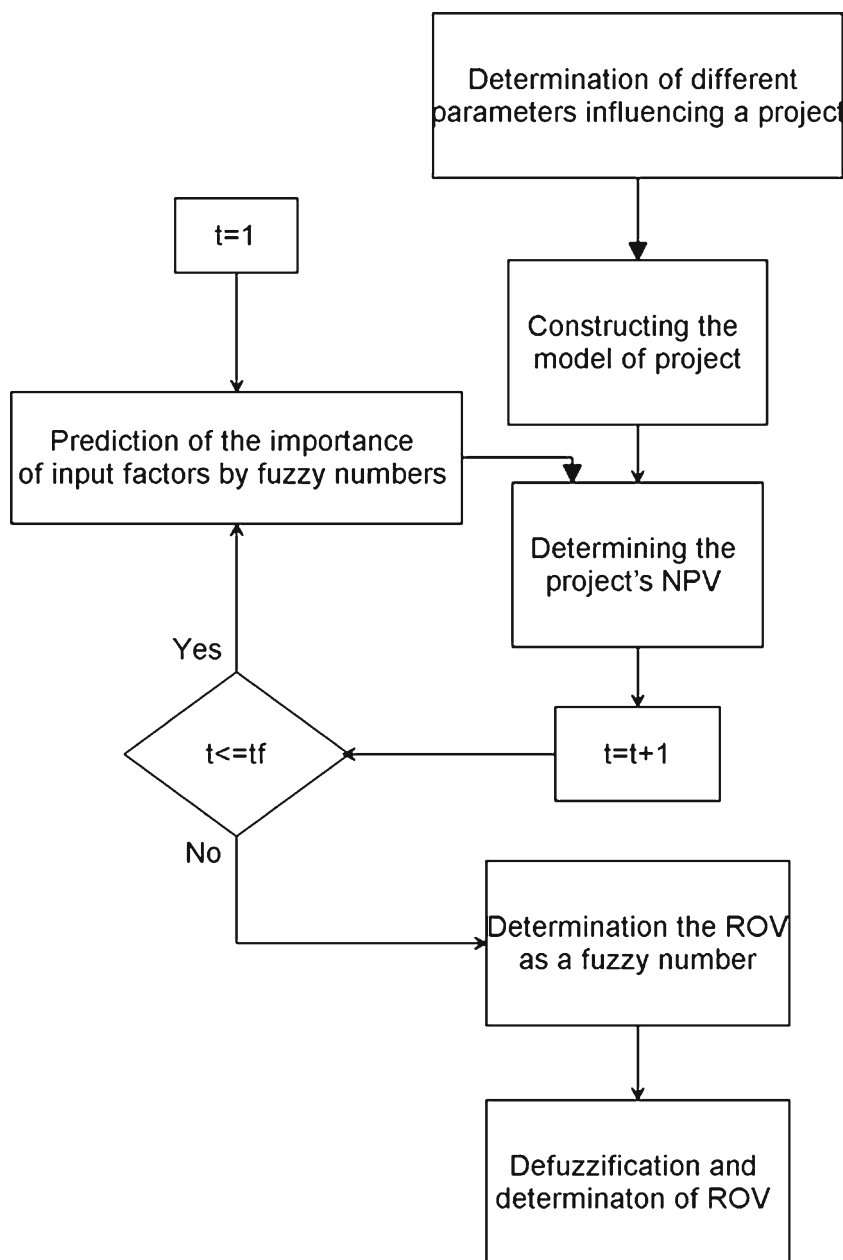 Determination of different
parameters influencing a project
t=1
Constructing the
model of project
Prediction of the importance
of input factors by fuzzy numbers
Determining the
project's NPV
Yes
t<=tf
t=t+1
No
Determination the ROV
as a fuzzy number
Defuzzification and
determinaton of ROV